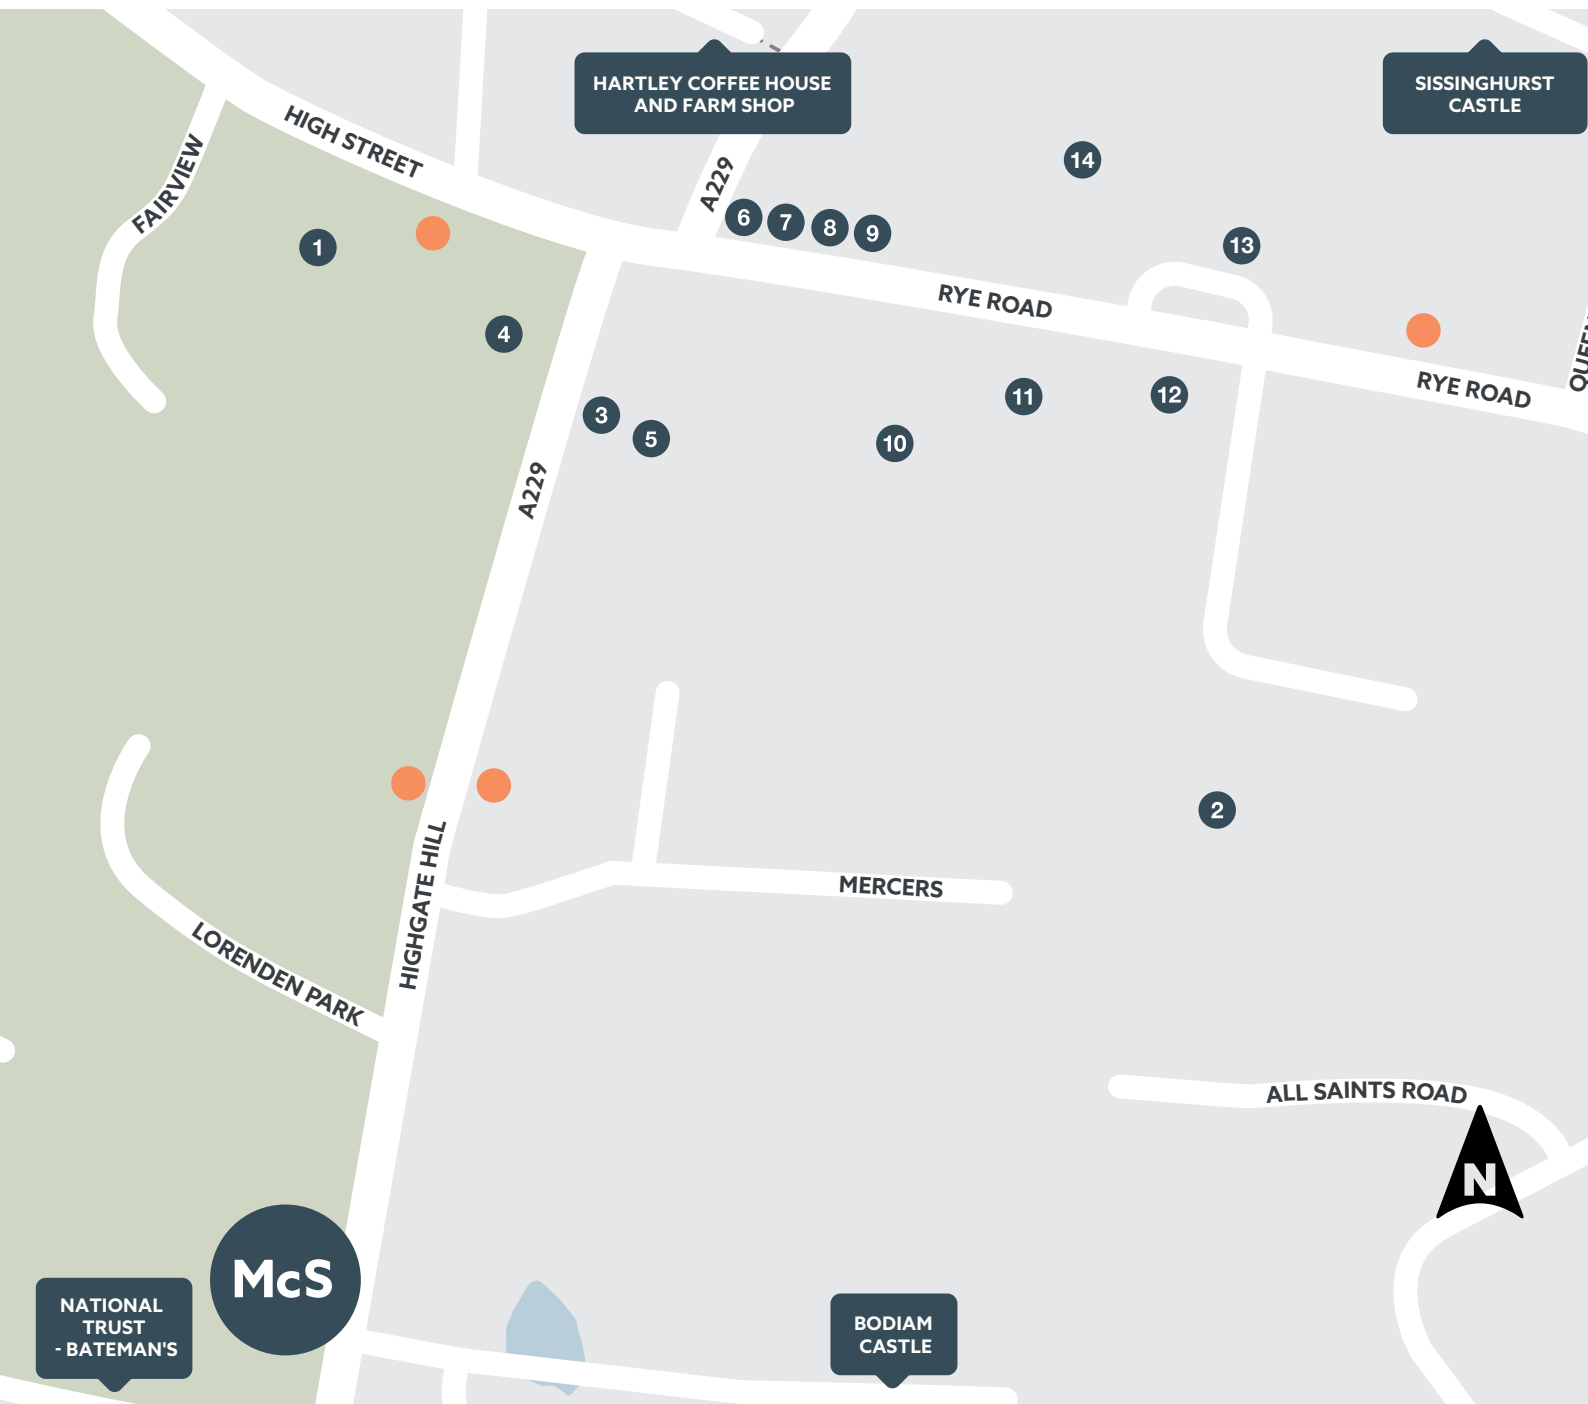 HARTLEY COFFEE HOUSE
AND FARM SHOP
SISSINGHURST
CASTLE
HIGH STREET
FAIRVIEW
A229
14
6
7
8
9
13
1
RYE ROAD
4
RYE ROAD
3
5
10
11
12
A229
2
HIGHGATE HILL
MERCERS
LORENDEN PARK
ALL SAINTS ROAD
N
McS
NATIONAL
TRUST
- BATEMAN'S
BODIAM
CASTLE